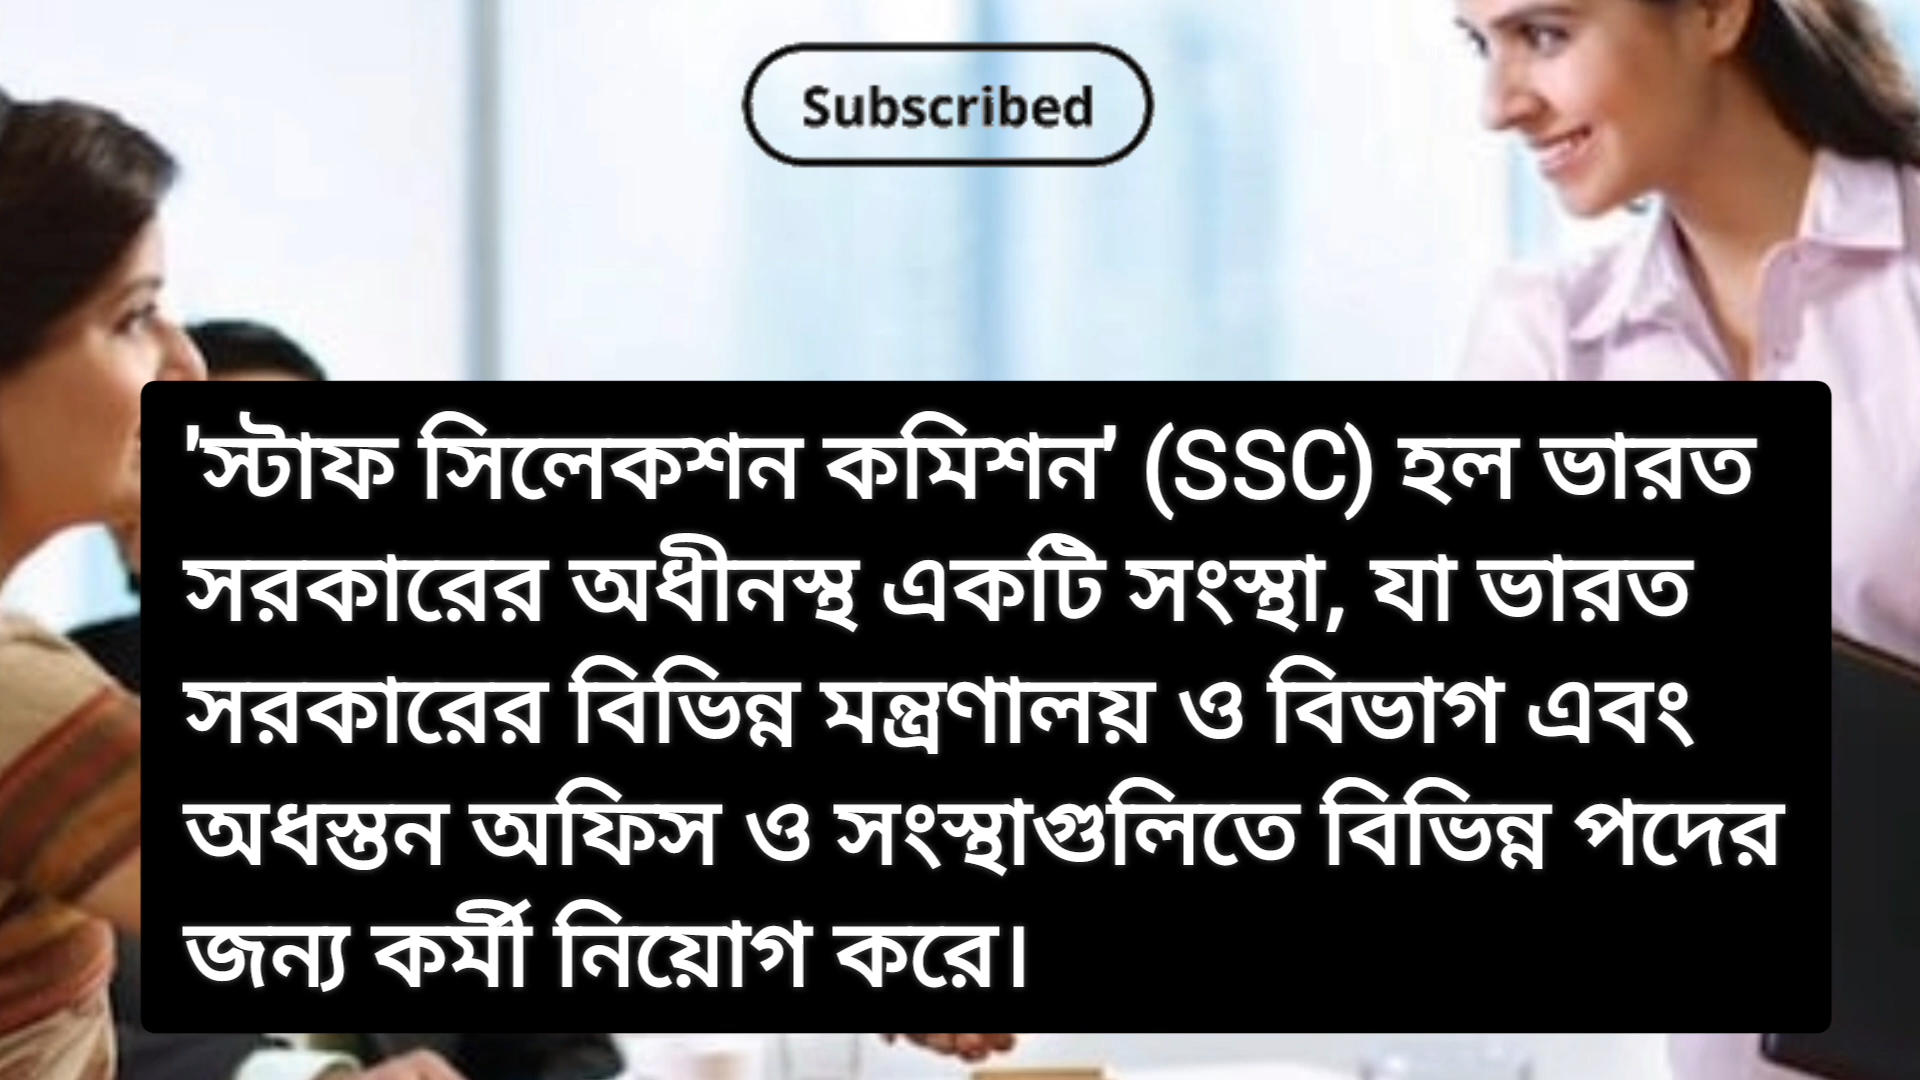 Subscribed
'স্টাফ সিলেকশন কমিশন' (SSC) হল ভারত
সরকারের অধীনস্থ একটি সংস্থা, যা ভারত
সরকারের বিভিন্ন মন্ত্রণালয় ও বিভাগ এবং
অধস্তন অফিস ও সংস্থাগুলিতে বিভিন্ন পদের
জন্য কর্মী নিয়োগ করে।